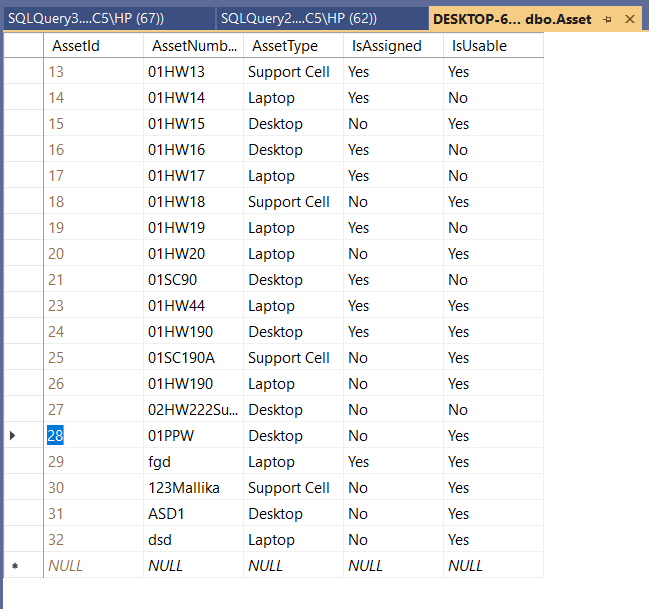 SQLQuery3....C5\HP (67)) SQLQuery2....C5\HP (62)) DESKTOP-6... dbo.Asset
AssetId AssetNumb... AssetType IsAssigned IsUsable
13 01HW13 Support Cell Yes Yes
14 01HW14 Laptop Yes No
15 01HW15 Desktop No Yes
16 01HW16 Desktop Yes No
17 01HW17 Laptop Yes No
18 01HW18 Support Cell No Yes
19 01HW19 Laptop Yes No
20 01HW20 Laptop No Yes
21 01SC90 Desktop Yes No
23 01HW44 Laptop Yes Yes
24 01HW190 Desktop Yes Yes
25 01SC190A Support Cell No Yes
26 01HW190 Laptop No Yes
27 02HW222Su... Desktop No No
28 01PPW Desktop No Yes
29 fgd Laptop Yes Yes
30 123Mallika Support Cell No Yes
31 ASD1 Desktop No Yes
32 dsd Laptop No Yes
NULL NULL NULL NULL NULL